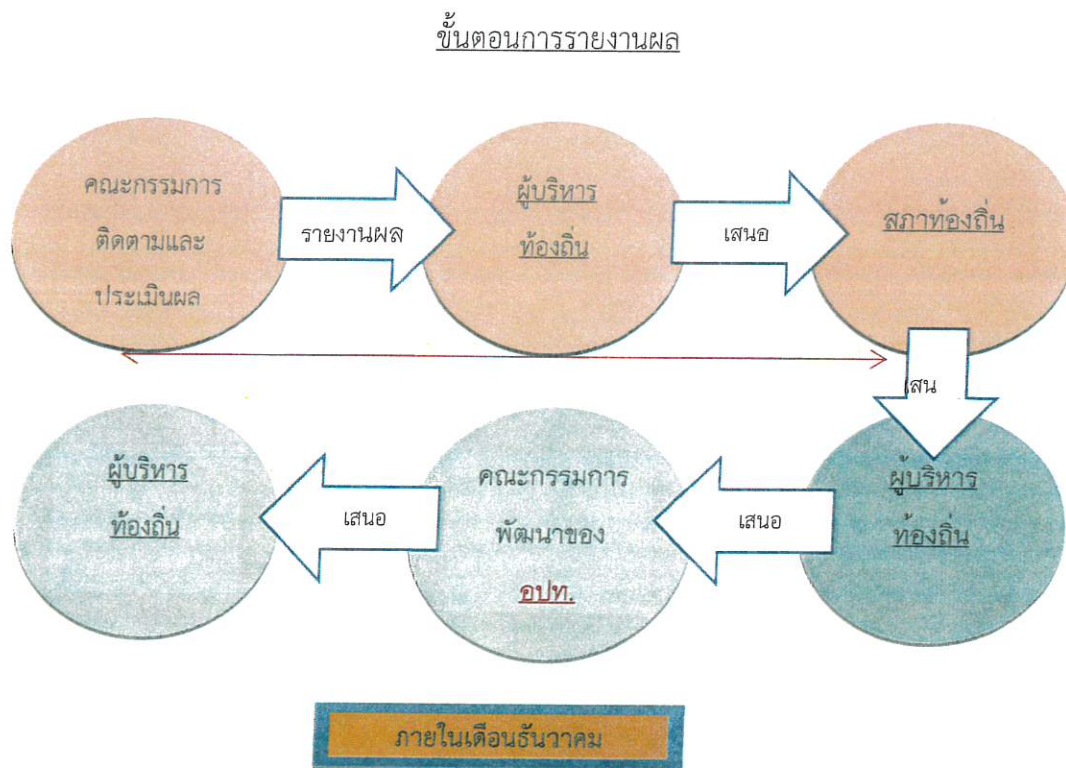 ขั้นตอนการรายงานผล
คณะกรรมการ
ติดตามและ
ประเมินผล
รายงานผล
ผู้บริหาร
ท้องถิ่น
เสนอ
สภาท้องถิ่น
เสน
ผู้บริหาร
ท้องถิ่น
เสนอ
คณะกรรมการ
พัฒนาของ
อปท.
เสนอ
ผู้บริหาร
ท้องถิ่น
ภายในเดือนธันวาคม